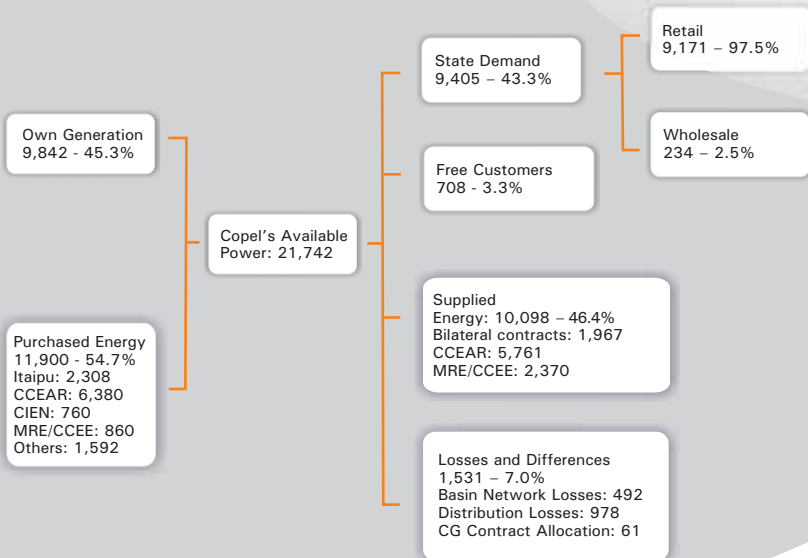 Own Generation
9,842 - 45.3%
Purchased Energy
11,900 - 54.7%
Itaipu: 2,308
CCEAR: 6,380
CIEN: 760
MRE/CCEE: 860
Others: 1,592
Copel's Available
Power: 21,742
State Demand
9,405 – 43.3%
Retail
9,171 – 97.5%
Wholesale
234 – 2.5%
Free Customers
708 - 3.3%
Supplied
Energy: 10,098 – 46.4%
Bilateral contracts: 1,967
CCEAR: 5,761
MRE/CCEE: 2,370
Losses and Differences
1,531 – 7.0%
Basin Network Losses: 492
Distribution Losses: 978
CG Contract Allocation: 61